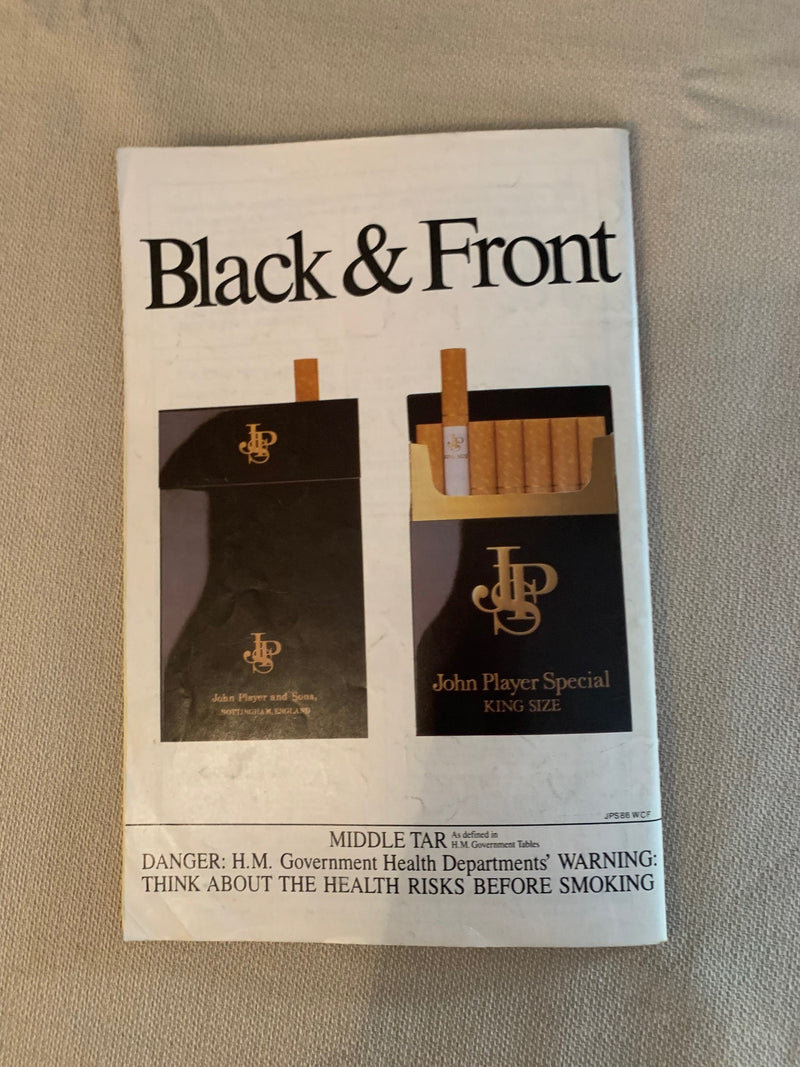 Black & Front
JPS
JPS
John Player and Sons,
NOTTINGHAM, ENGLAND
JPS
KING SIZE
JPS
John Player Special
KING SIZE
JPS86 WCF
MIDDLE TAR As defined in
H.M. Government Tables
DANGER: H.M. Government Health Departments' WARNING:
THINK ABOUT THE HEALTH RISKS BEFORE SMOKING